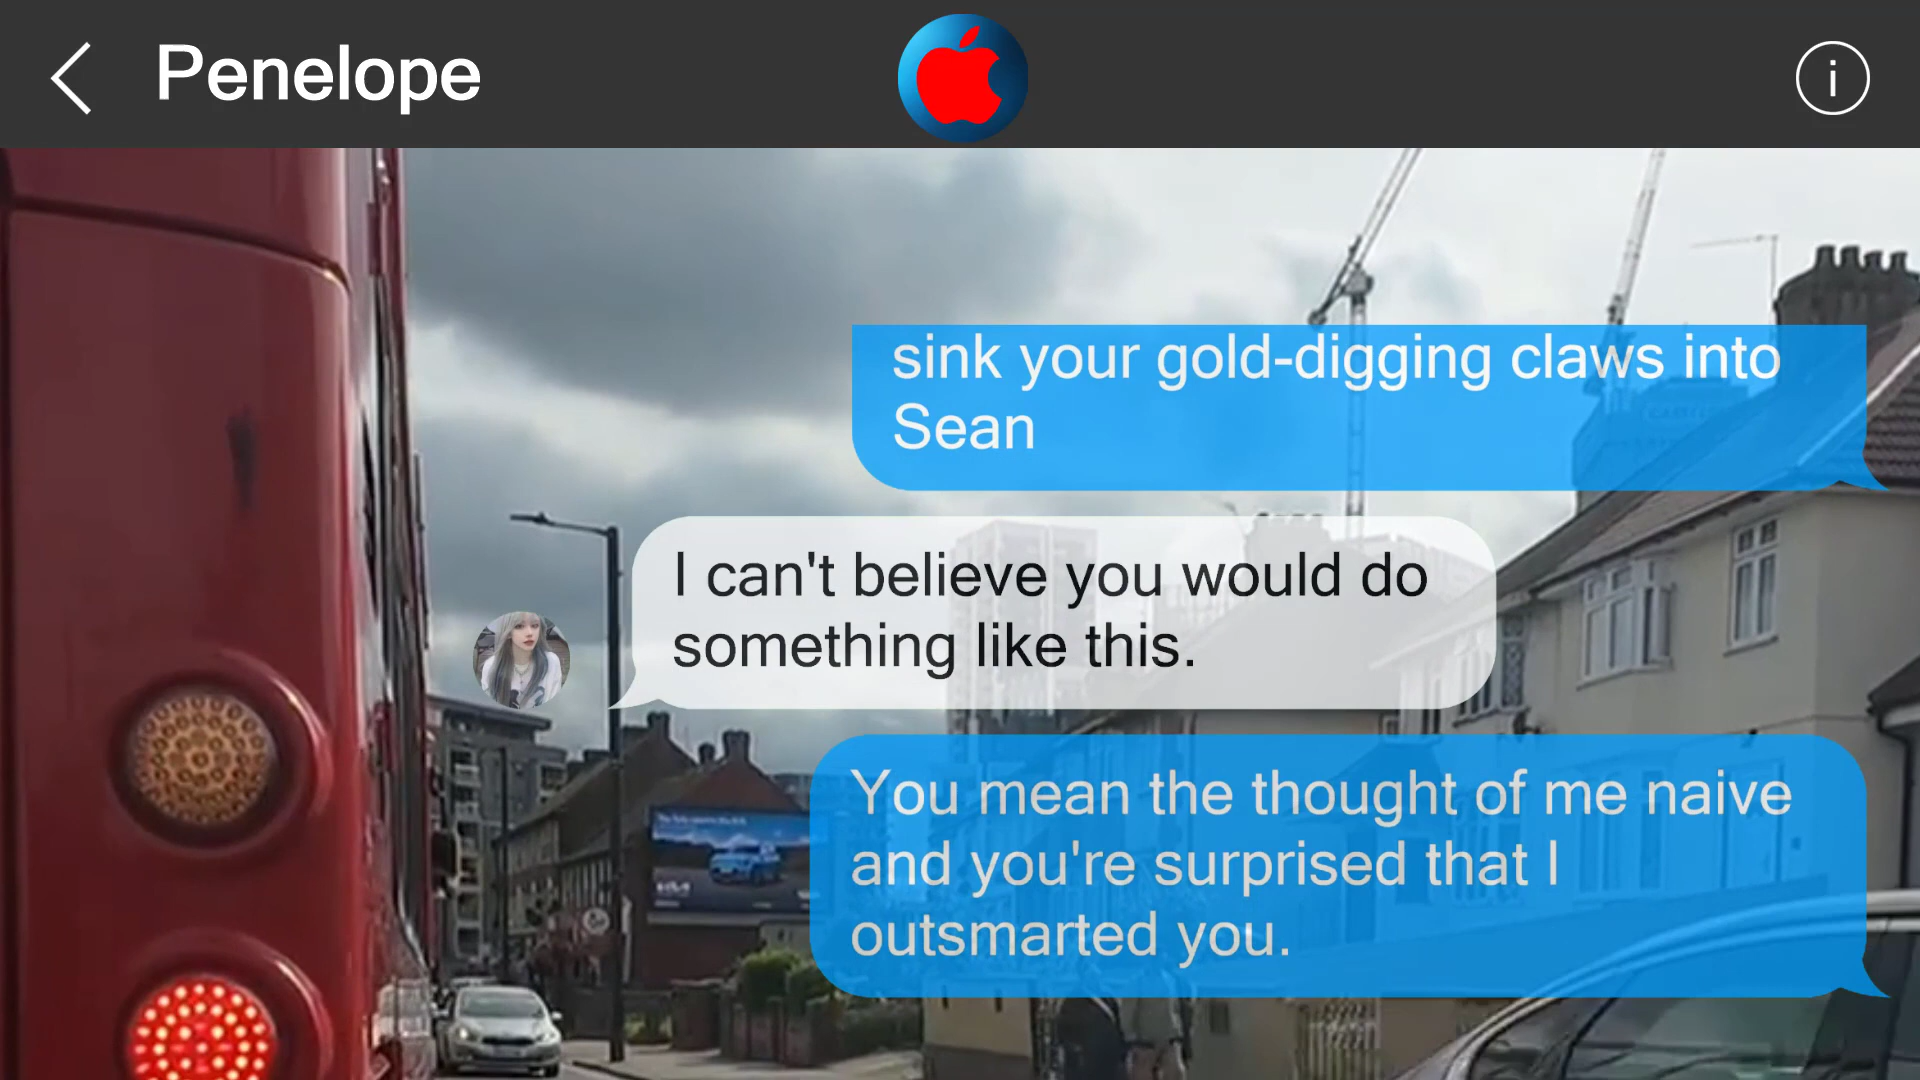 Penelope
i
sink your gold-digging claws into
Sean
I can't believe you would do
something like this.
You mean the thought of me naive
and you're surprised that I
outsmarted you.